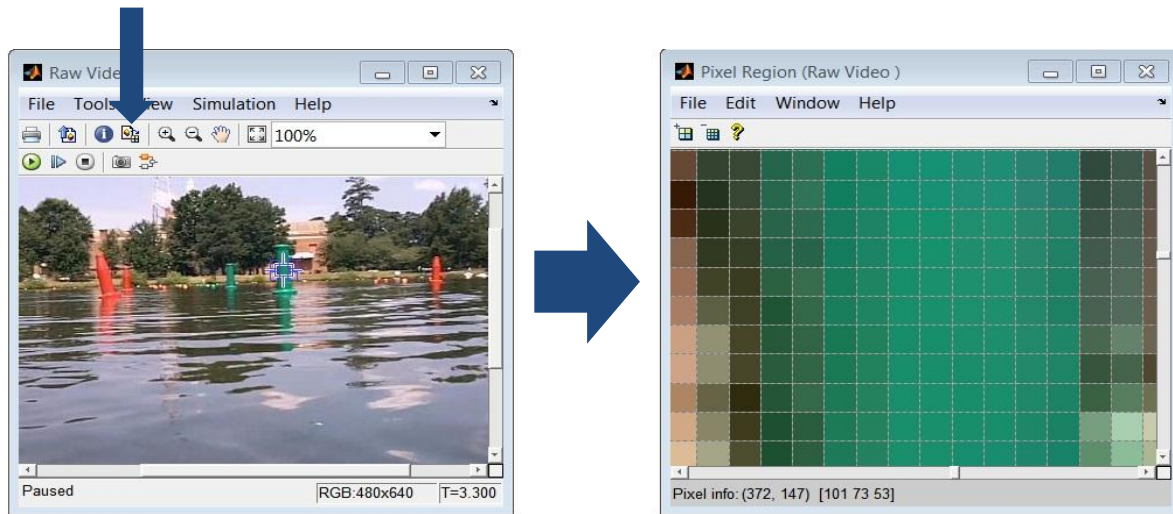 Raw Vide
File Tools View Simulation Help
100%
Paused
RGB:480x640
T=3.300
Pixel Region (Raw Video )
File Edit Window Help
Pixel info: (372, 147) [101 73 53]